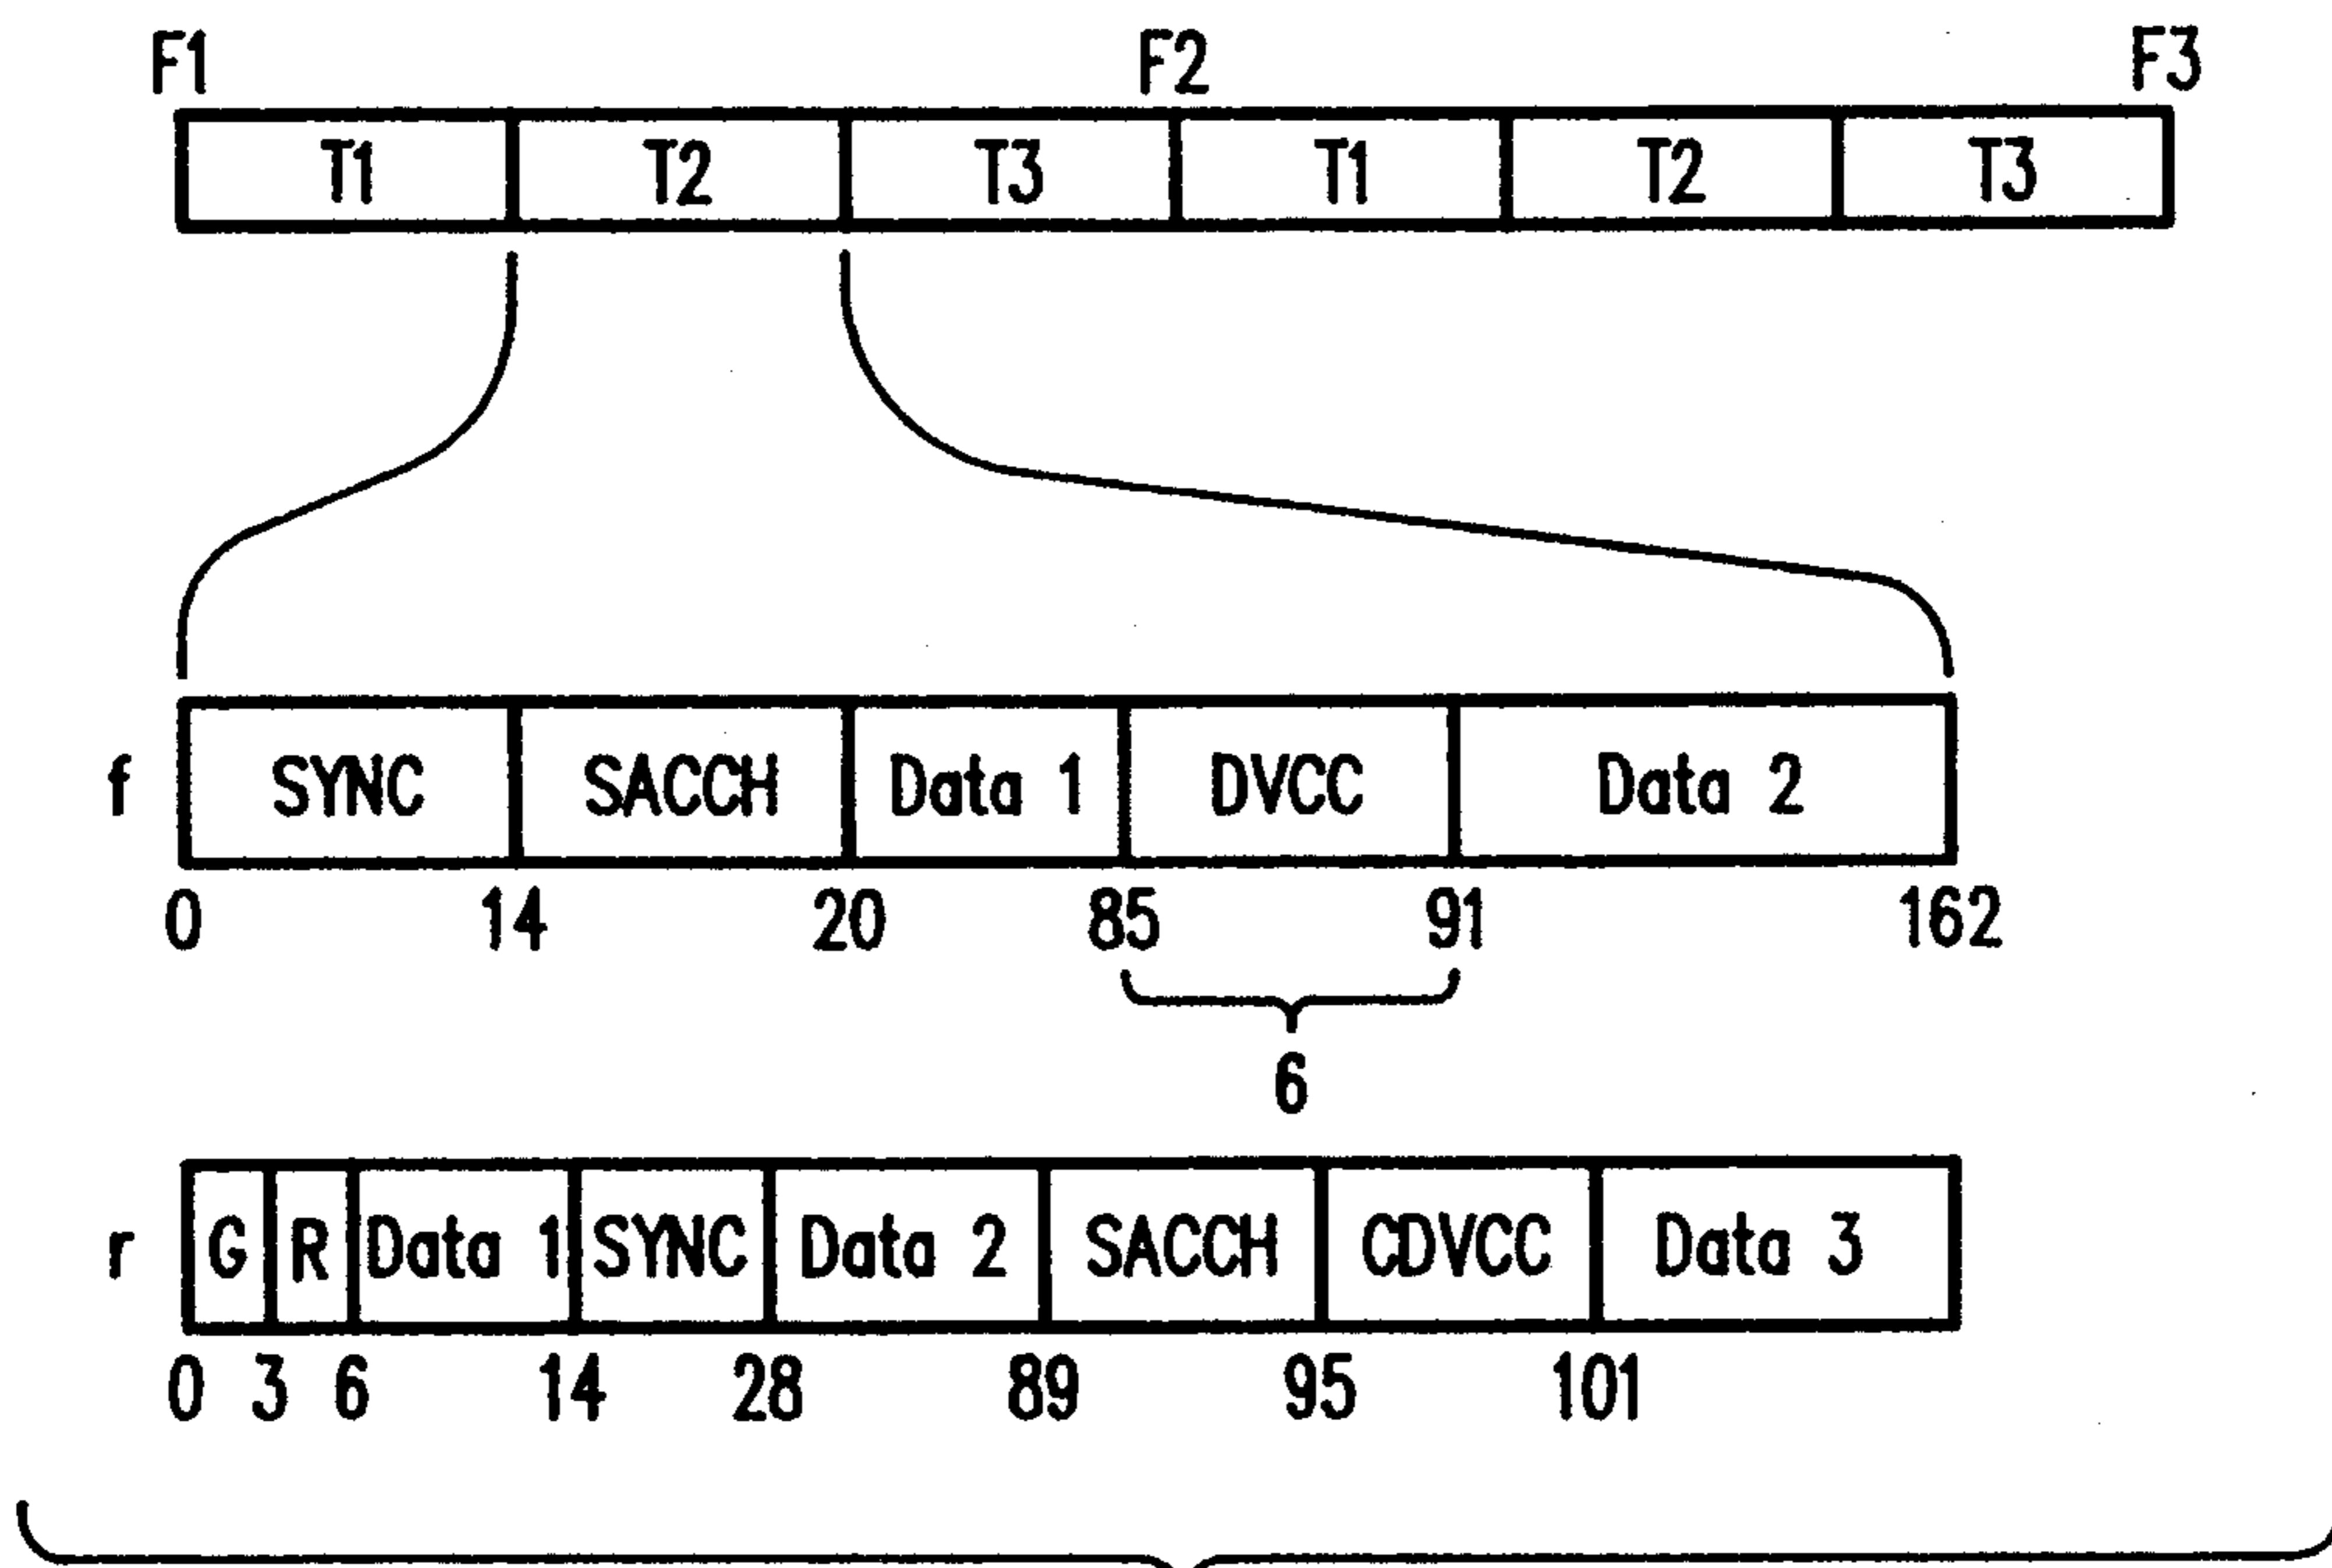 F1 F2 F3
T1 T2 T3 T1 T2 T3
f SYNC SACCH Data 1 DVCC Data 2
0 14 20 85 91 162
6
r G R Data 1 SYNC Data 2 SACCH CDVCC Data 3
0 3 6 14 28 89 95 101